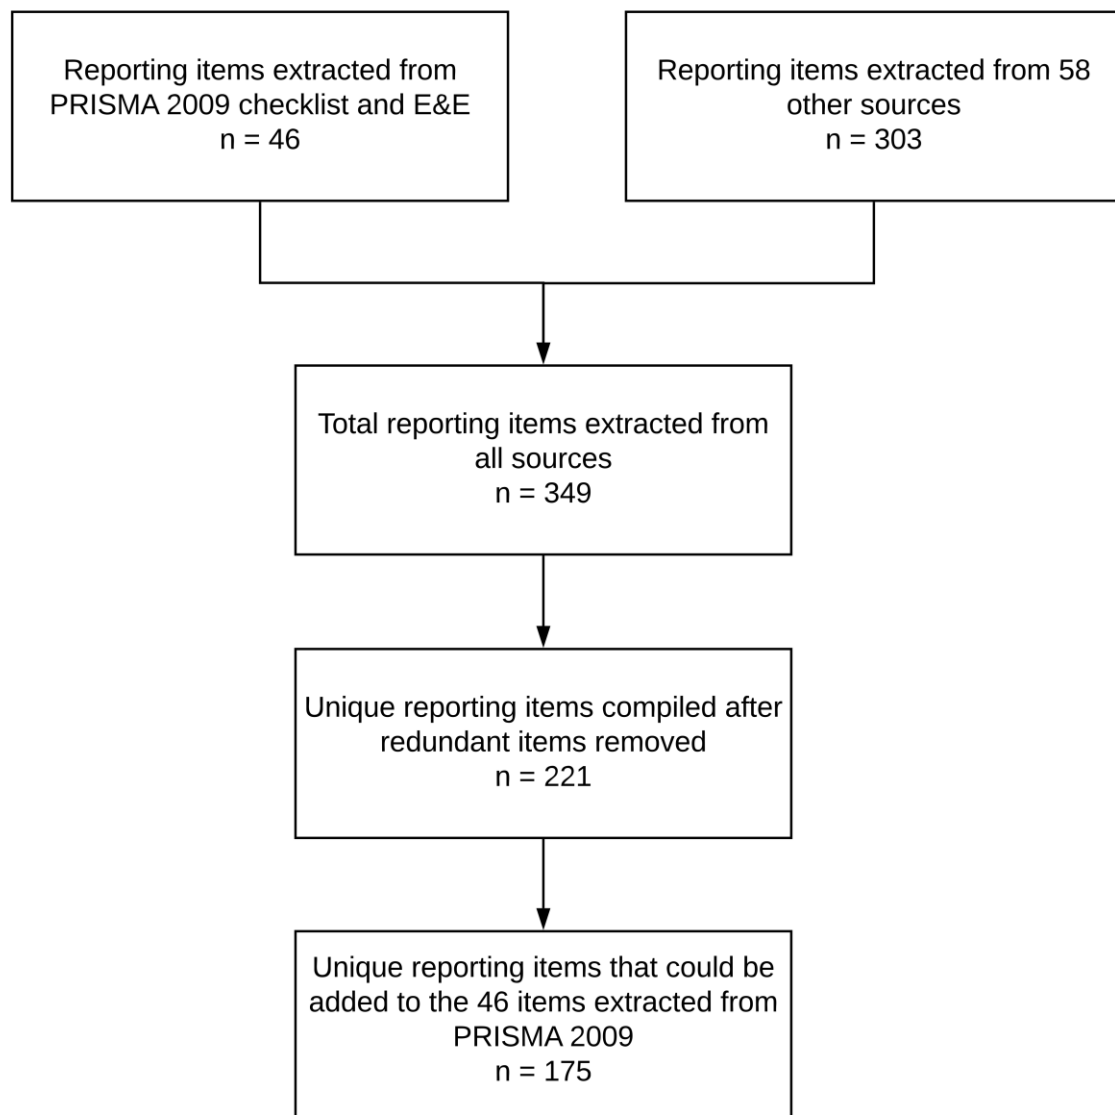 Reporting items extracted from
PRISMA 2009 checklist and E&E
n = 46
Reporting items extracted from 58
other sources
n = 303
Total reporting items extracted from
all sources
n = 349
Unique reporting items compiled after
redundant items removed
n = 221
Unique reporting items that could be
added to the 46 items extracted from
PRISMA 2009
n = 175